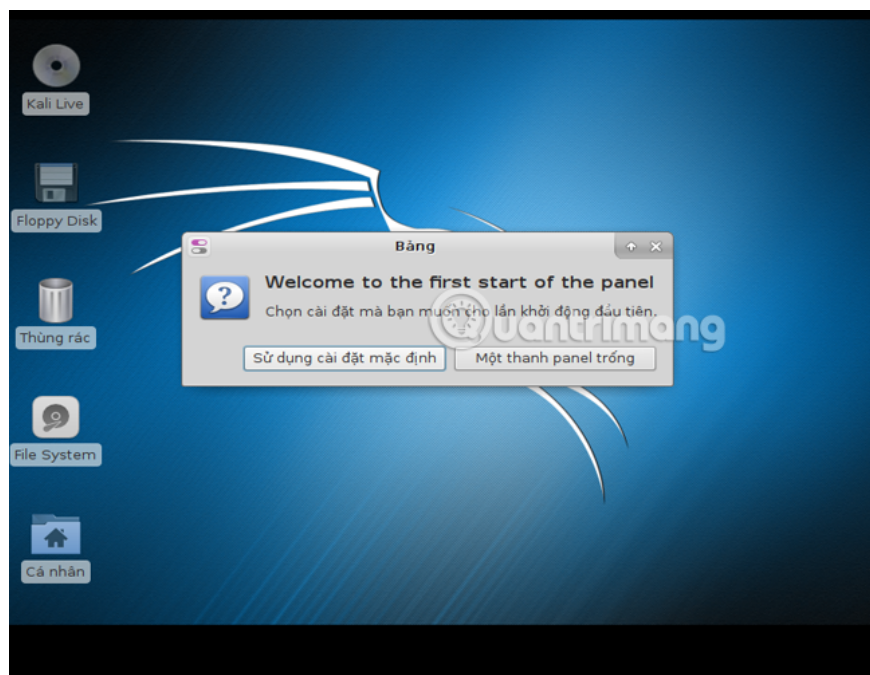 Kali Live
Floppy Disk
Thùng rác
File System
Cá nhân
Bảng
Welcome to the first start of the panel
Chọn cài đặt mà bạn muốn cho lần khởi động đầu tiên.
Sử dụng cài đặt mặc định
Một thanh panel trống
Quantrimang